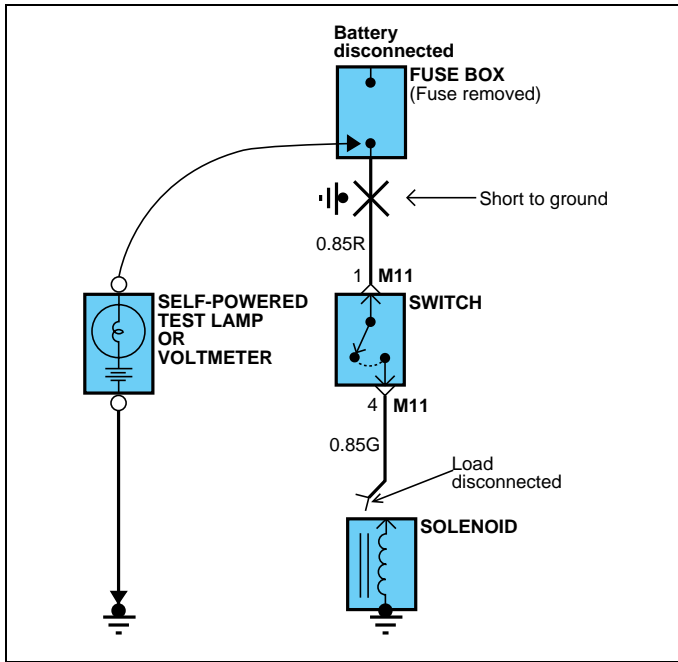 Battery
disconnected
FUSE BOX
(Fuse removed)
Short to ground
0.85R
1 M11
SELF-POWERED
TEST LAMP
OR
VOLTMETER
SWITCH
4 M11
0.85G
Load
disconnected
SOLENOID